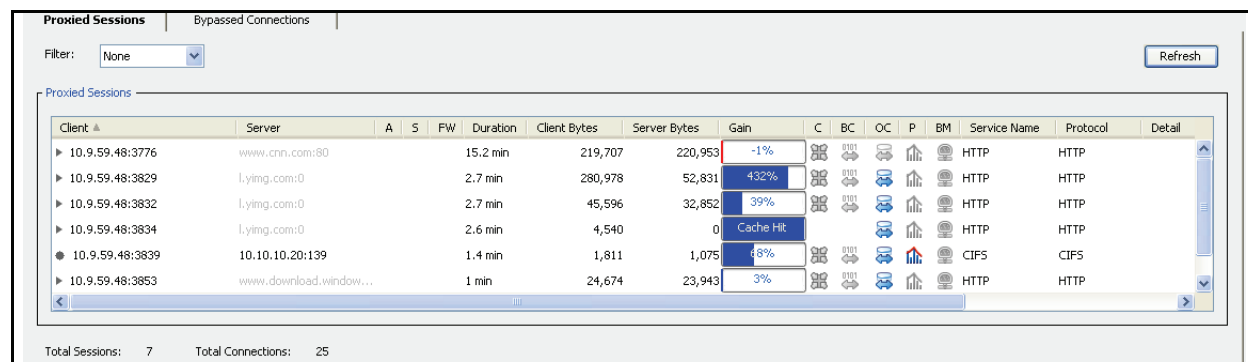 Proxied Sessions Bypassed Connections
Filter: None Refresh
Proxied Sessions
Client Server A S FW Duration Client Bytes Server Bytes Gain C BC OC P BM Service Name Protocol Detail
10.9.59.48:3776 www.cnn.com:80 15.2 min 219,707 220,953 -1% 0101 HTTP HTTP
10.9.59.48:3829 l.yimg.com:0 2.7 min 280,978 52,831 432% 0101 HTTP HTTP
10.9.59.48:3832 l.yimg.com:0 2.7 min 45,596 32,852 39% 0101 HTTP HTTP
10.9.59.48:3834 l.yimg.com:0 2.6 min 4,540 0 Cache Hit HTTP HTTP
10.9.59.48:3839 10.10.10.20:139 1.4 min 1,811 1,075 68% 0101 CIFS CIFS
10.9.59.48:3853 www.download.window... 1 min 24,674 23,943 3% 0101 HTTP HTTP
Total Sessions: 7 Total Connections: 25